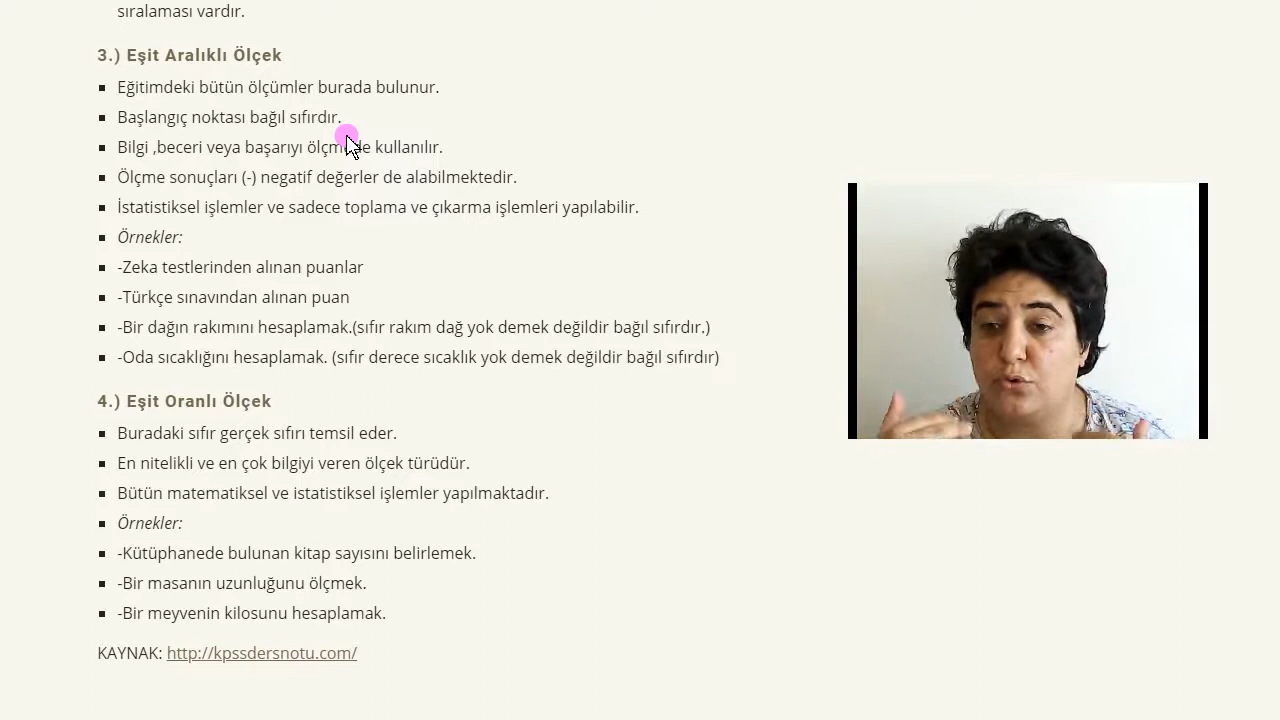 sıralaması vardır.
3.) Eşit Aralıklı Ölçek
Eğitimdeki bütün ölçümler burada bulunur.
Başlangıç noktası bağıl sıfırdır.
Bilgi ,beceri veya başarıyı ölçmede kullanılır.
Ölçme sonuçları (-) negatif değerler de alabilmektedir.
İstatistiksel işlemler ve sadece toplama ve çıkarma işlemleri yapılabilir.
Örnekler:
-Zeka testlerinden alınan puanlar
-Türkçe sınavından alınan puan
-Bir dağın rakımını hesaplamak.(sıfır rakım dağ yok demek değildir bağıl sıfırdır.)
-Oda sıcaklığını hesaplamak. (sıfır derece sıcaklık yok demek değildir bağıl sıfırdır)
4.) Eşit Oranlı Ölçek
Buradaki sıfır gerçek sıfırı temsil eder.
En nitelikli ve en çok bilgiyi veren ölçek türüdür.
Bütün matematiksel ve istatistiksel işlemler yapılmaktadır.
Örnekler:
-Kütüphanede bulunan kitap sayısını belirlemek.
-Bir masanın uzunluğunu ölçmek.
-Bir meyvenin kilosunu hesaplamak.
KAYNAK: http://kpssdersnotu.com/